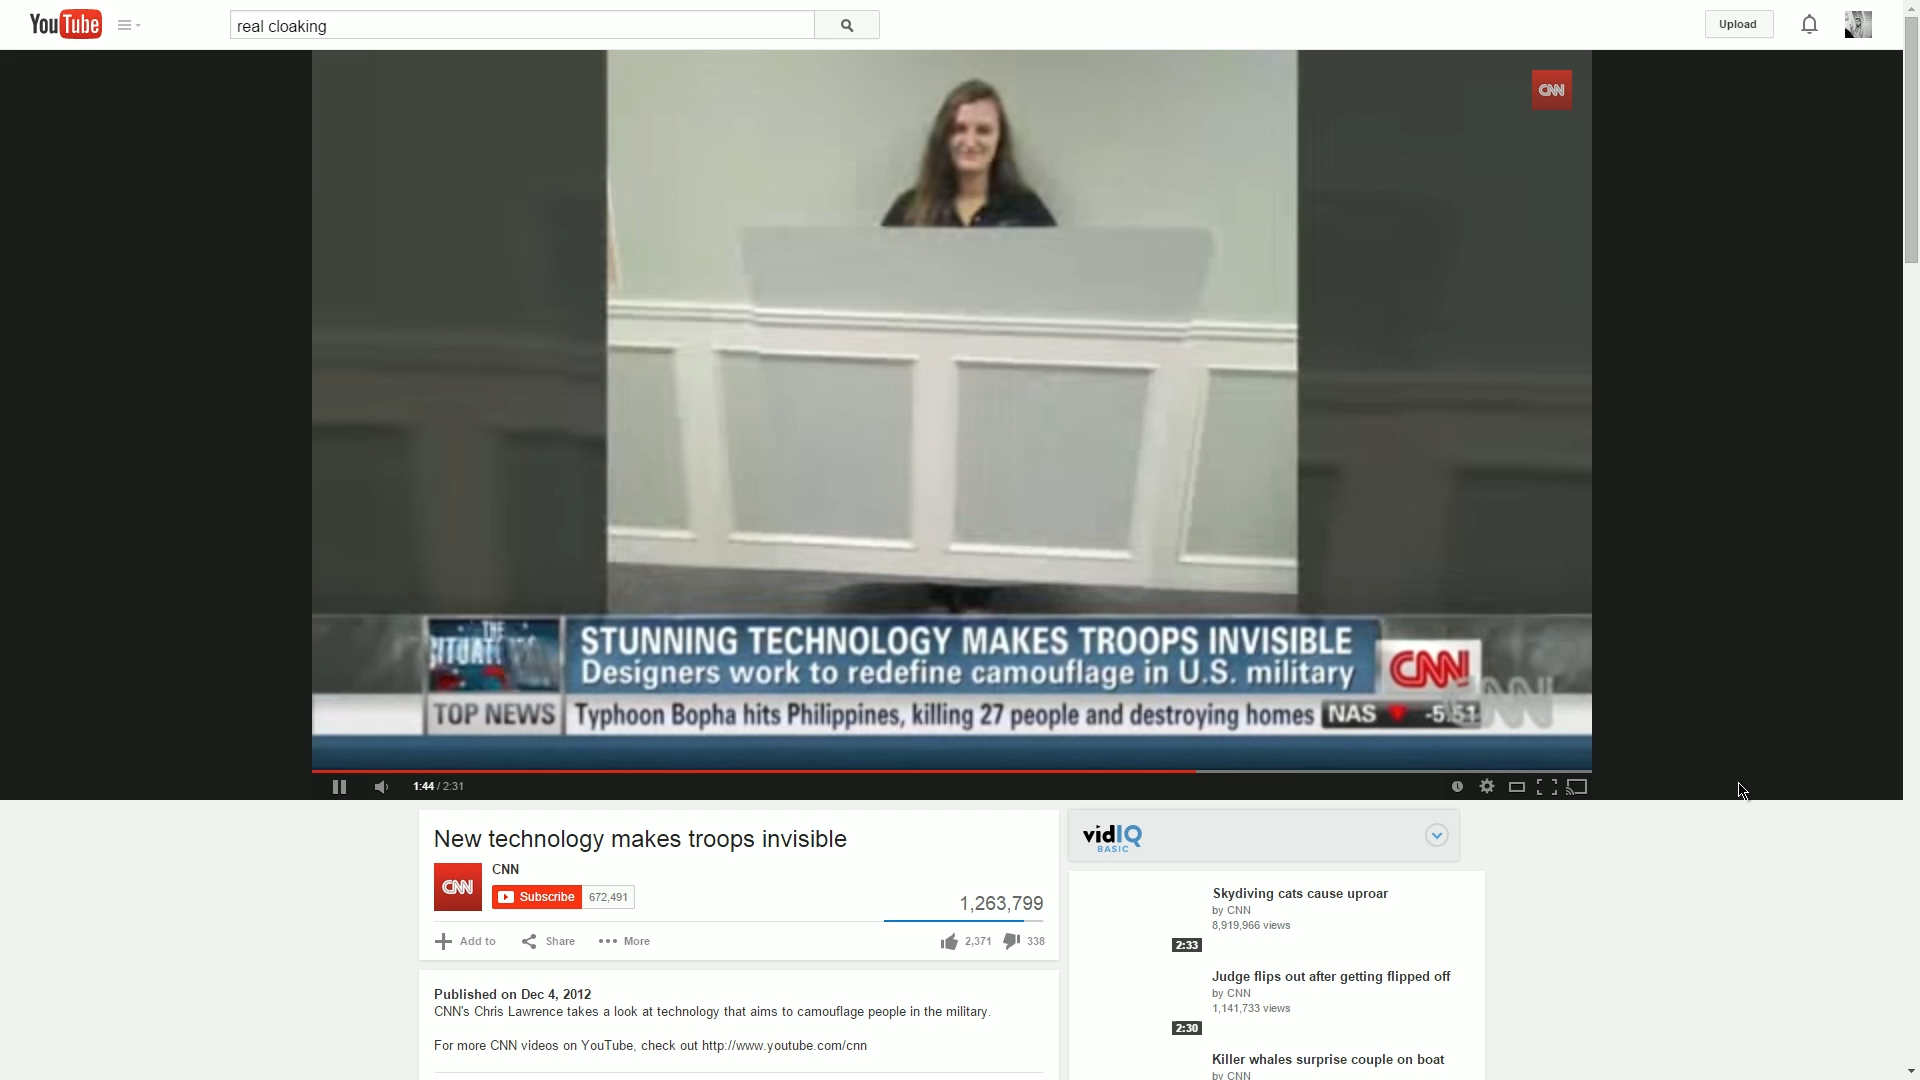 YouTube
real cloaking
Upload
CNN
THE
SITUATION
STUNNING TECHNOLOGY MAKES TROOPS INVISIBLE
Designers work to redefine camouflage in U.S. military
CNN
CNN
TOP NEWS
Typhoon Bopha hits Philippines, killing 27 people and destroying homes
NAS ▼ -5.51
1:44 / 2:31
New technology makes troops invisible
CNN
CNN
Subscribe 672,491
1,263,799
Add to Share More
2,371 338
Published on Dec 4, 2012
CNN's Chris Lawrence takes a look at technology that aims to camouflage people in the military.
For more CNN videos on YouTube, check out http://www.youtube.com/cnn
vidIQ
BASIC
Skydiving cats cause uproar
by CNN
8,919,966 views
2:33
Judge flips out after getting flipped off
by CNN
1,141,733 views
2:30
Killer whales surprise couple on boat
by CNN